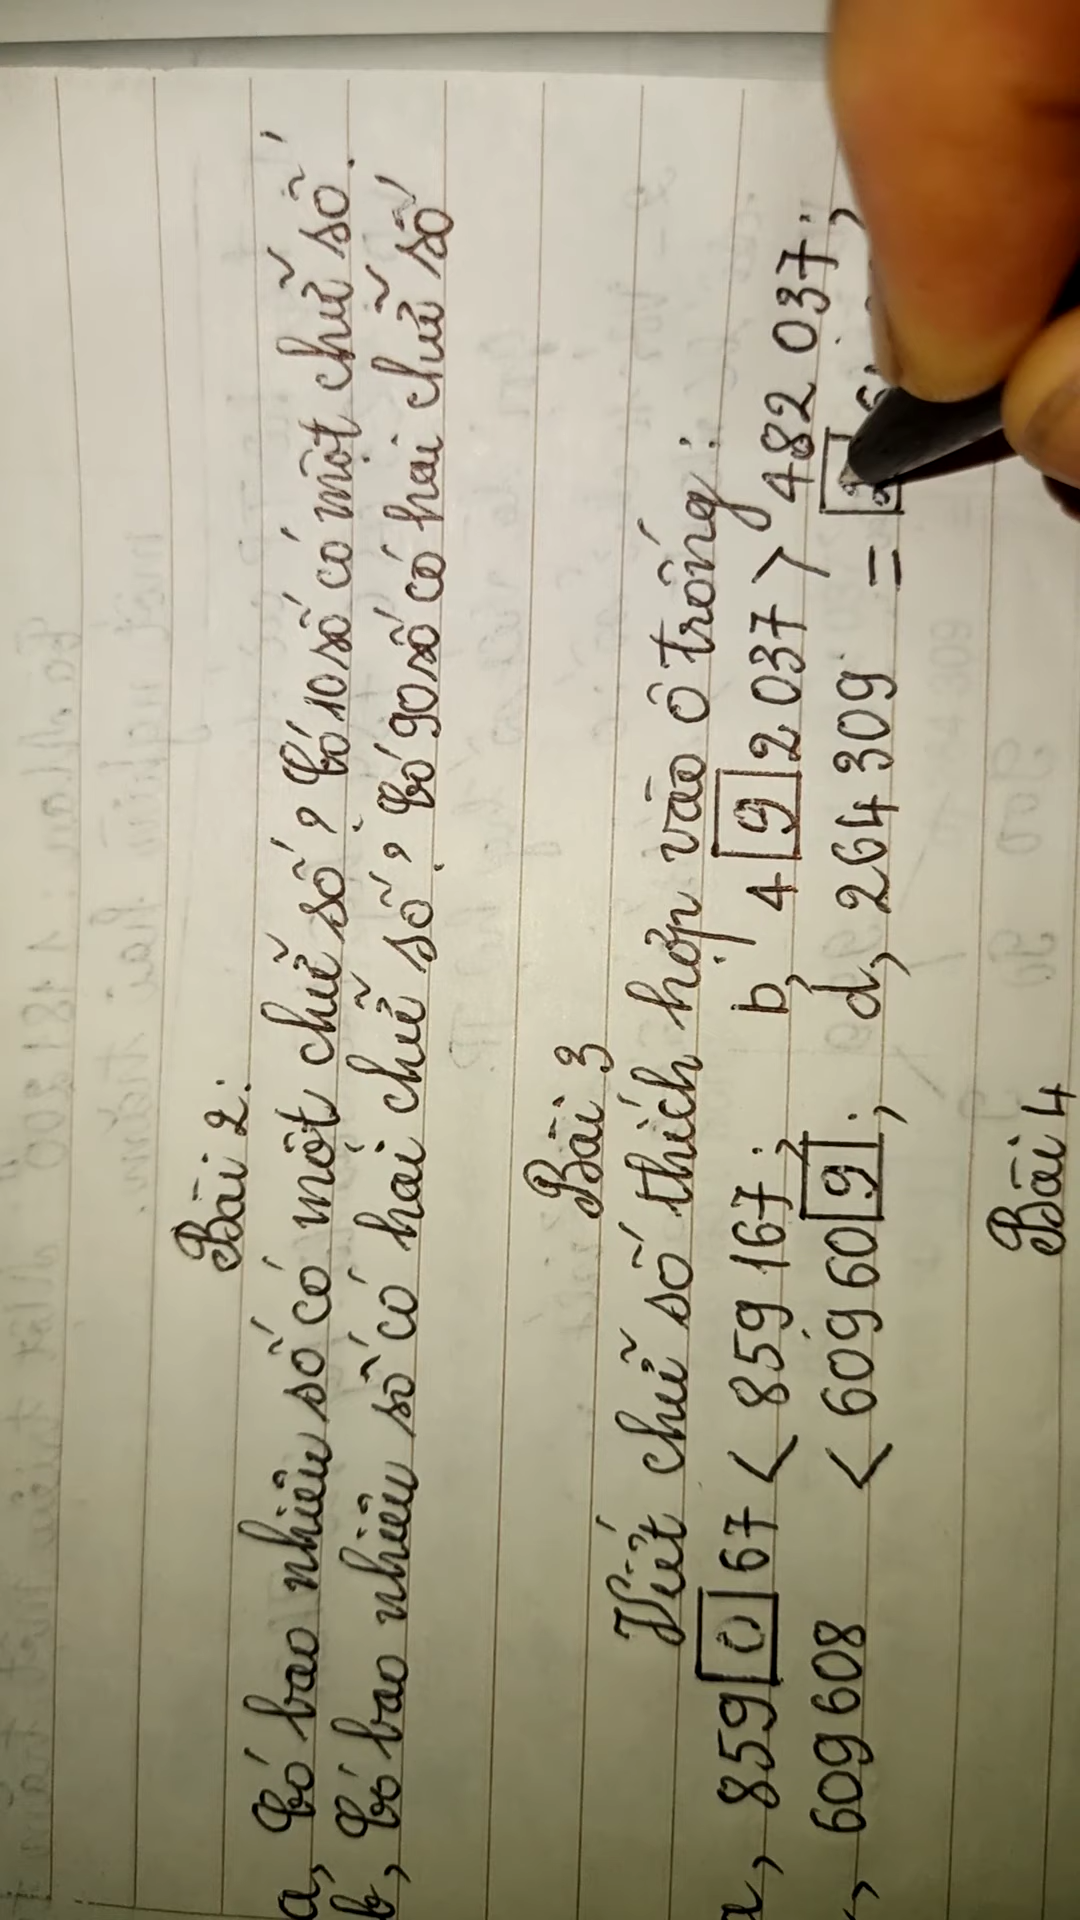 Bài 2:
a, Có bao nhiêu số có một chữ số? Có 10 số có một chữ số.
b, Có bao nhiêu số có hai chữ số? Có 90 số có hai chữ số
Bài 3
Viết chữ số thích hợp vào ô trống:
a, 859 0 67 < 859 167; b, 4 9 2 037 > 482 037;
, 609 608 < 609 60 9; d, 264 309 =
Bài 4